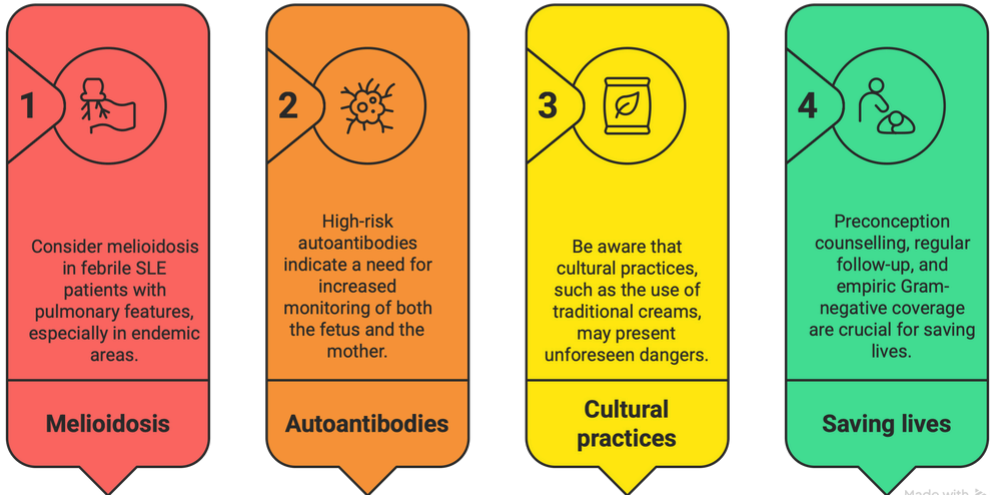 1
Consider melioidosis
in febrile SLE
patients with
pulmonary features,
especially in endemic
areas.
Melioidosis
2
High-risk
autoantibodies
indicate a need for
increased
monitoring of both
the fetus and the
mother.
Autoantibodies
3
Be aware that
cultural practices,
such as the use of
traditional creams,
may present
unforeseen dangers.
Cultural
practices
4
Preconception
counselling, regular
follow-up, and
empiric Gram-
negative coverage
are crucial for saving
lives.
Saving lives
Made with